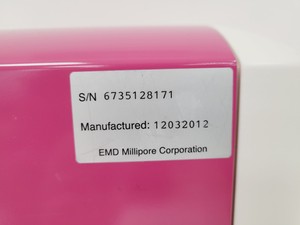 S/N 6735128171
Manufactured: 12032012
EMD Millipore Corporation